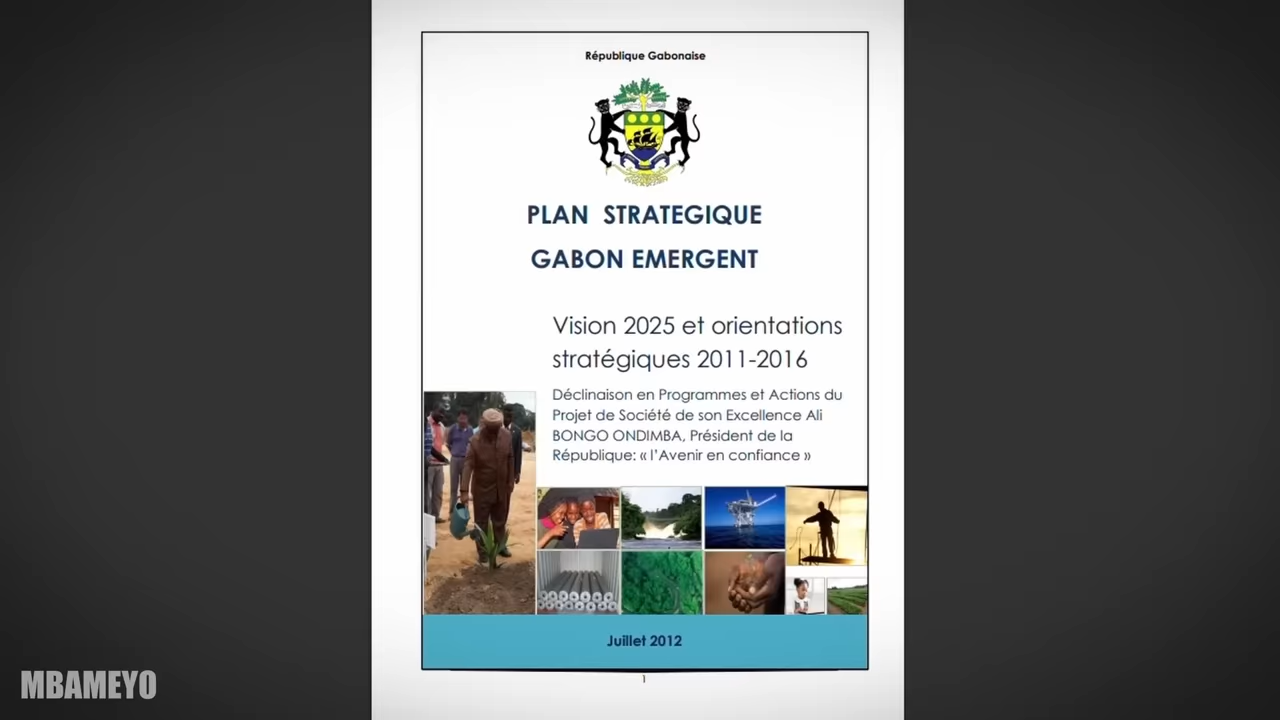 République Gabonaise
PLAN STRATEGIQUE
GABON EMERGENT
Vision 2025 et orientations
stratégiques 2011-2016
Déclinaison en Programmes et Actions du
Projet de Société de son Excellence Ali
BONGO ONDIMBA, Président de la
République: « l’Avenir en confiance »
Juillet 2012
1
MBAMEYO